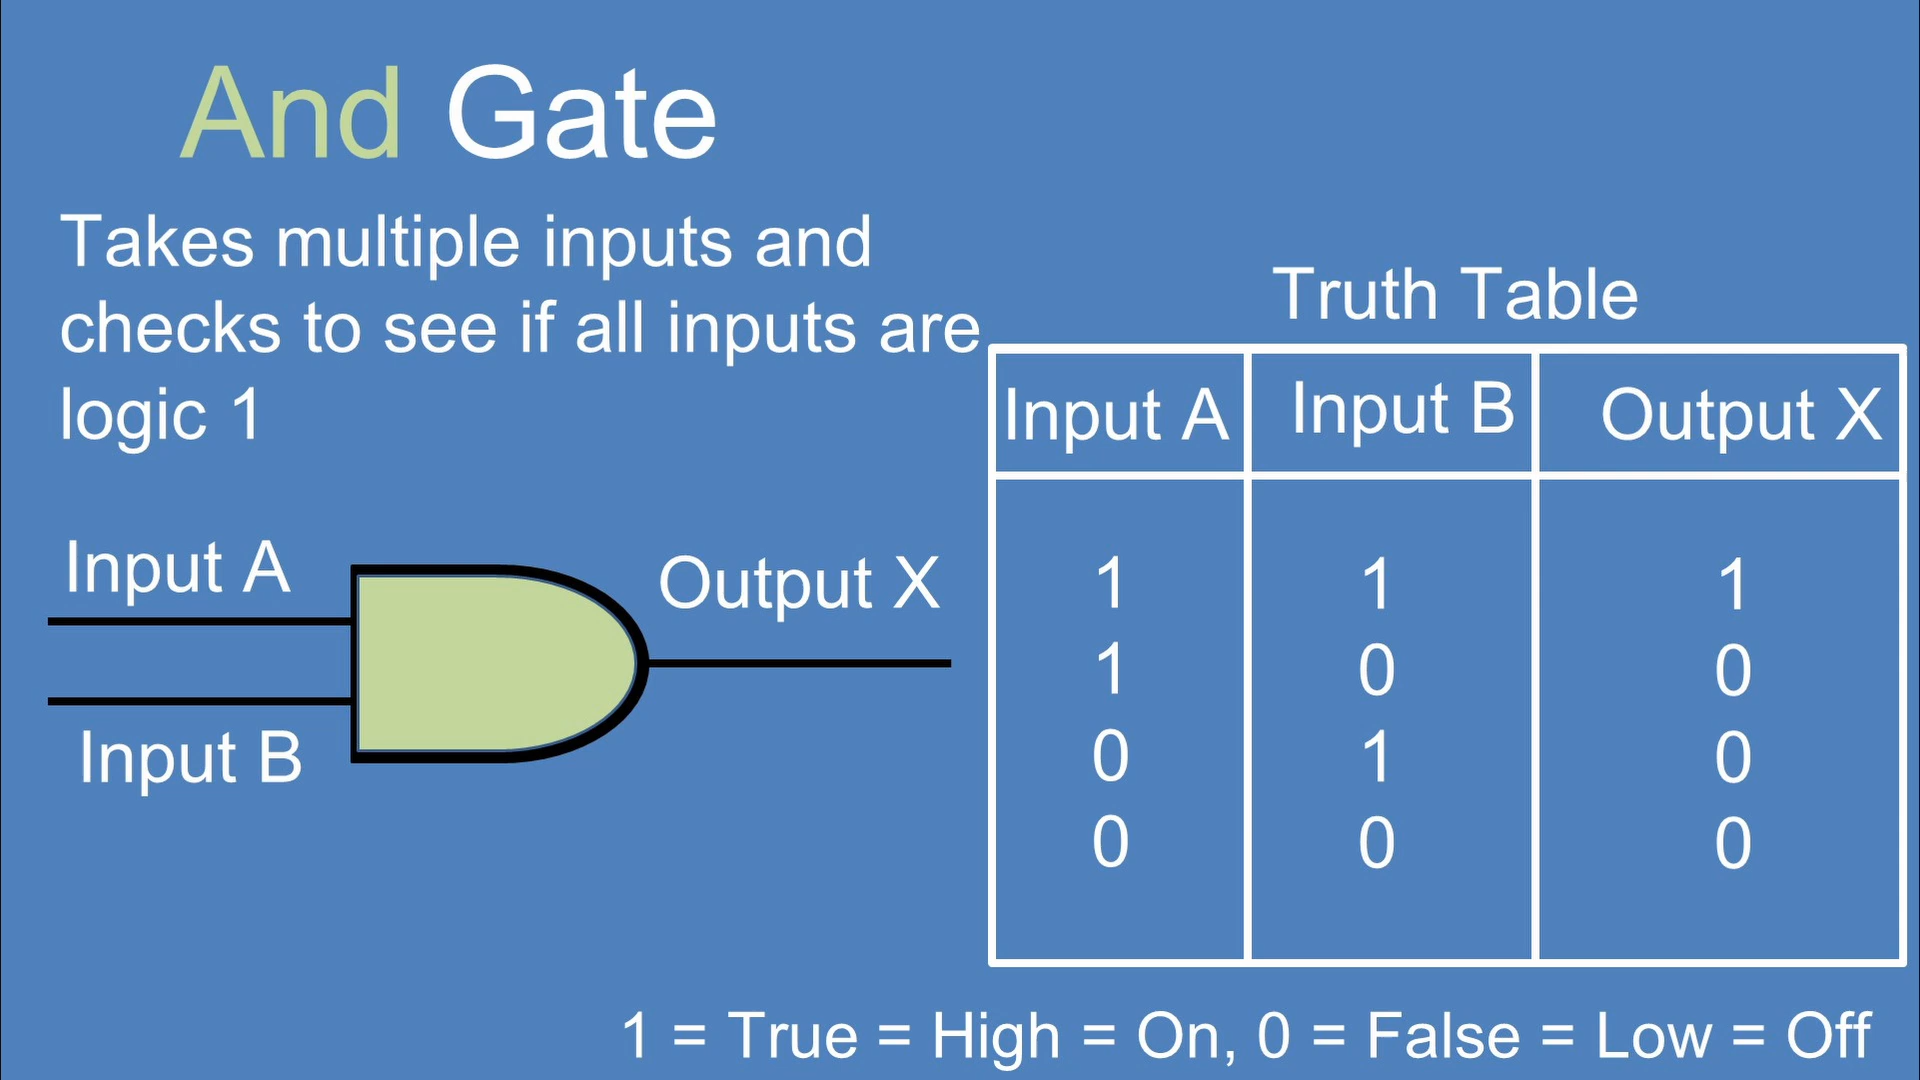 And Gate
Takes multiple inputs and
checks to see if all inputs are
logic 1
Input A
Input B
Output X
Truth Table
Input A Input B Output X
1 1 1
1 0 0
0 1 0
0 0 0
1 = True = High = On, 0 = False = Low = Off